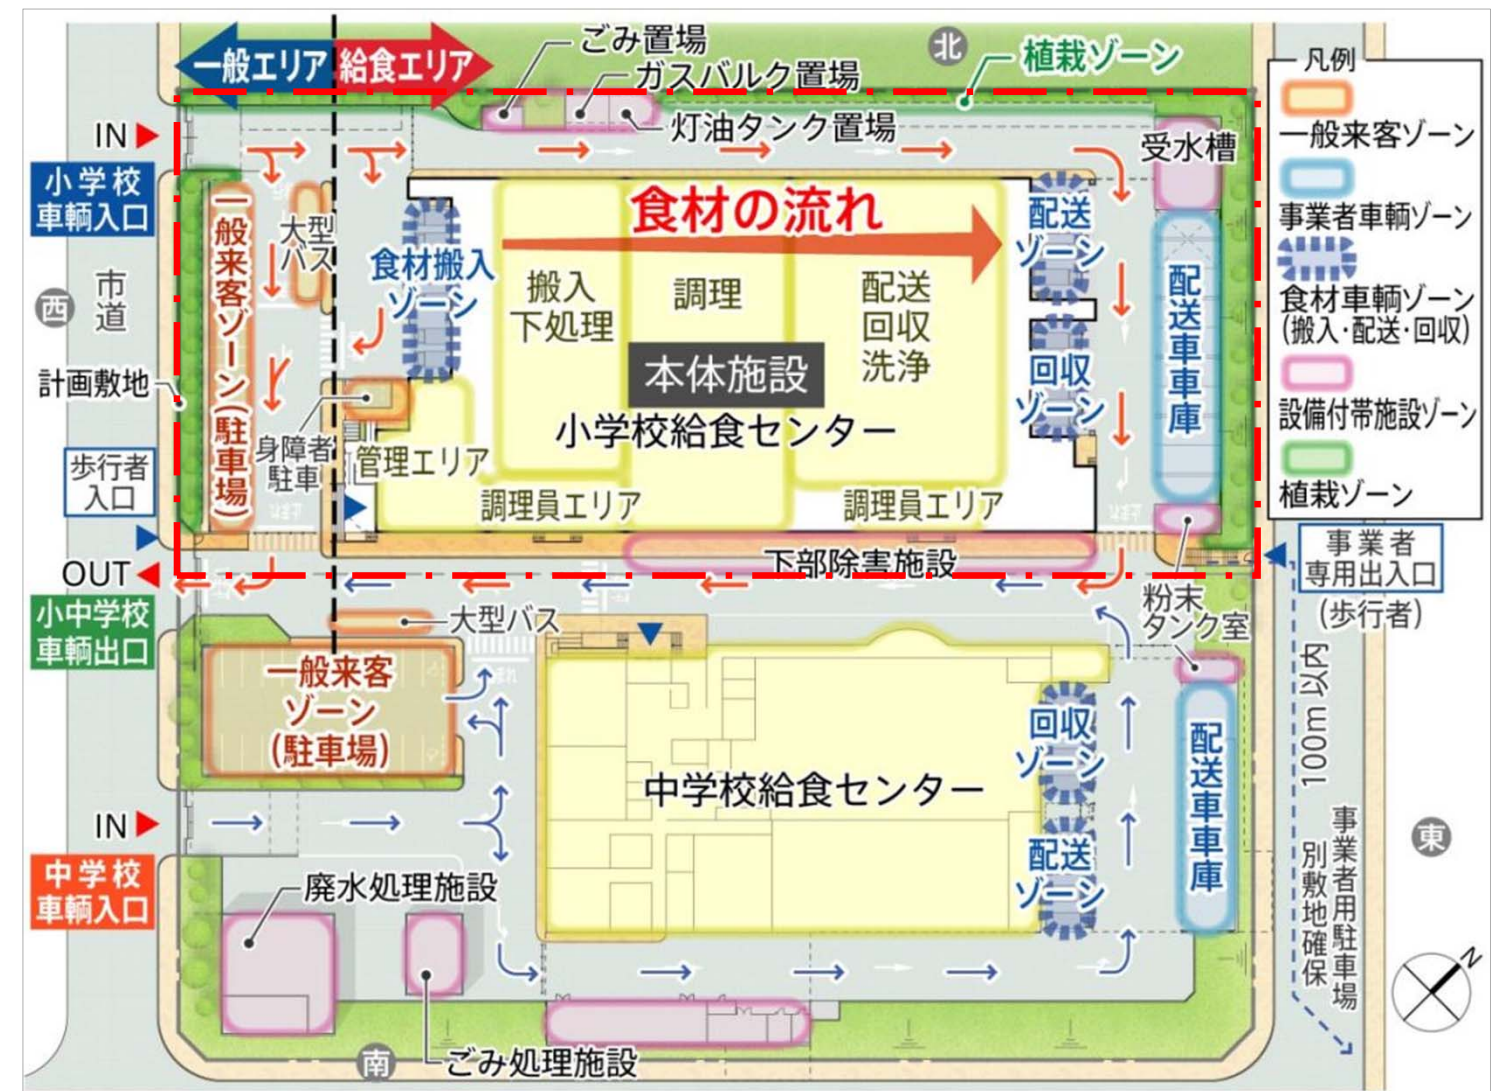 一般エリア
給食エリア
ごみ置場
ガスバルク置場
灯油タンク置場
北
植栽ゾーン
凡例
一般来客ゾーン
事業者車輌ゾーン
食材車輌ゾーン
(搬入・配送・回収)
設備付帯施設ゾーン
植栽ゾーン
IN
小学校
車輌入口
西
市道
計画敷地
歩行者
入口
OUT
小中学校
車輌出口
IN
中学校
車輌入口
一般来客ゾーン(駐車場)
大型
バス
食材搬入
ゾーン
食材の流れ
搬入
下処理
調理
配送
回収
洗浄
本体施設
小学校給食センター
配送
ゾーン
回収
ゾーン
受水槽
配送車車庫
身障者
駐車
管理エリア
調理員エリア
調理員エリア
下部除害施設
事業者
専用出入口
(歩行者)
粉末
タンク室
大型バス
一般来客
ゾーン
(駐車場)
中学校給食センター
回収
ゾーン
配送
ゾーン
配送車車庫
100m以内
事業者用駐車場
別敷地確保
東
廃水処理施設
ごみ処理施設
南
N